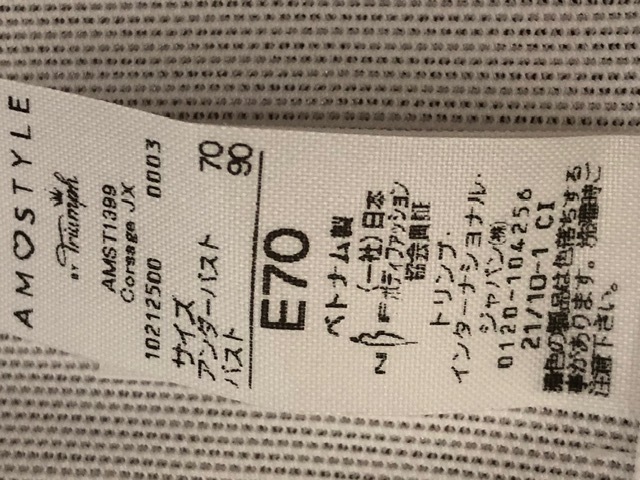 AMOSTYLE
BY Triumph
AMST1399
Corsage JX
10212500 0003
サイズ
アンダーバスト 70
バスト 90
E70
ベトナム製
NBF (一社)日本
ボディファッション
協会会員証
トリンプ・
インターナショナル・
ジャパン(株)
0120-104256
21/10-1 CI
濃色の製品は色落ちする
事があります。洗濯時ご
注意下さい。